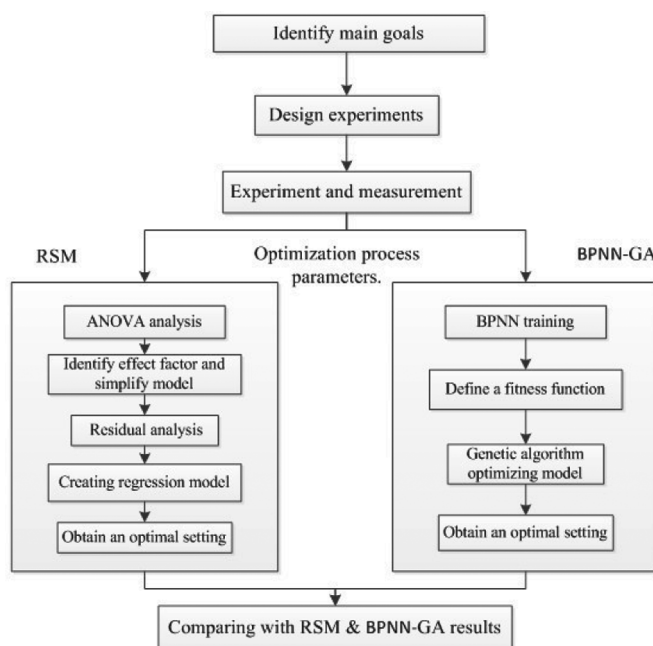 Identify main goals
Design experiments
Experiment and measurement
RSM
Optimization process
parameters.
BPNN-GA
ANOVA analysis
Identify effect factor and
simplify model
Residual analysis
Creating regression model
Obtain an optimal setting
BPNN training
Define a fitness function
Genetic algorithm
optimizing model
Obtain an optimal setting
Comparing with RSM & BPNN-GA results